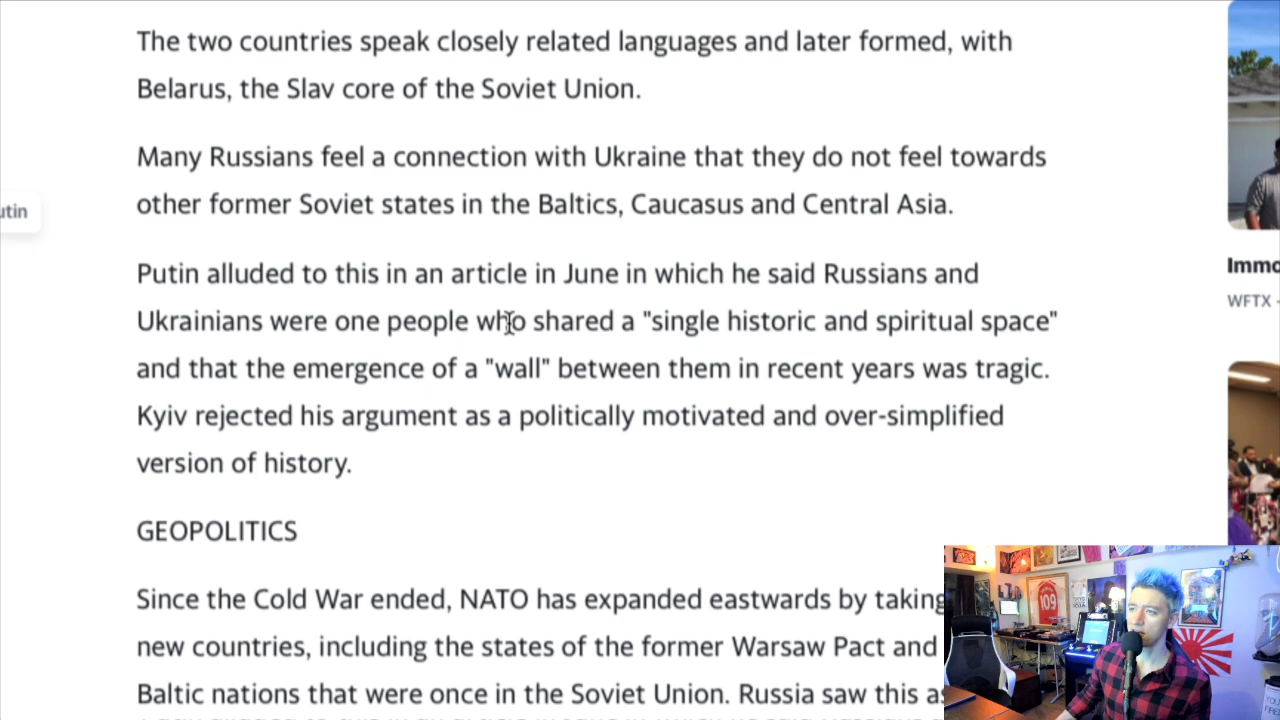 The two countries speak closely related languages and later formed, with
Belarus, the Slav core of the Soviet Union.
Many Russians feel a connection with Ukraine that they do not feel towards
other former Soviet states in the Baltics, Caucasus and Central Asia.
utin
Putin alluded to this in an article in June in which he said Russians and
Ukrainians were one people who shared a "single historic and spiritual space"
and that the emergence of a "wall" between them in recent years was tragic.
Kyiv rejected his argument as a politically motivated and over-simplified
version of history.
GEOPOLITICS
Since the Cold War ended, NATO has expanded eastwards by taking
new countries, including the states of the former Warsaw Pact and
Baltic nations that were once in the Soviet Union. Russia saw this as
Immo
WFTX -
109